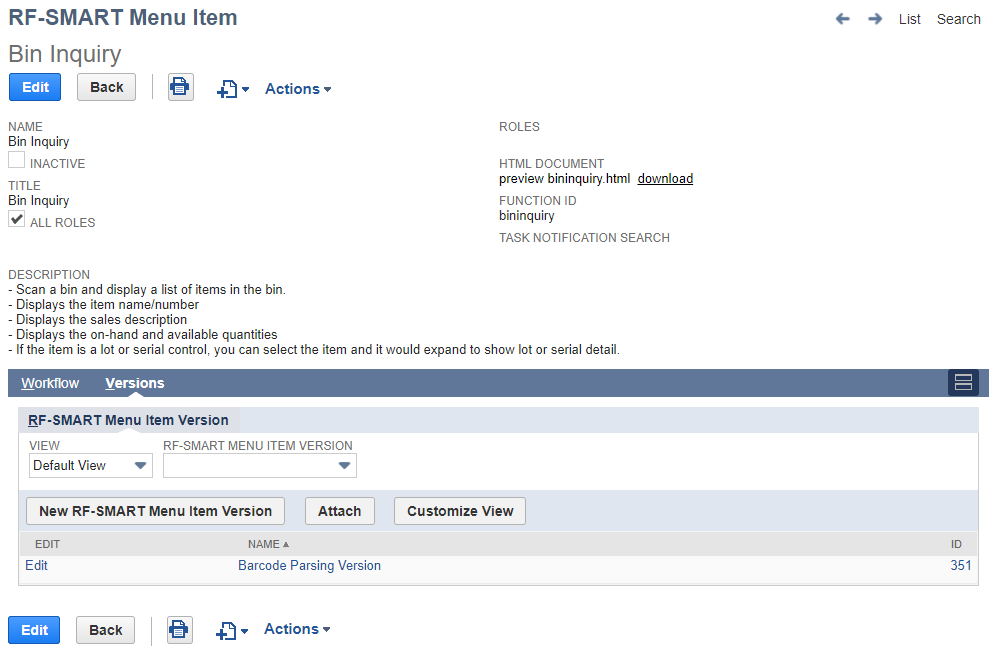 RF-SMART Menu Item
List Search
Bin Inquiry
Edit Back Actions
NAME
Bin Inquiry
INACTIVE
TITLE
Bin Inquiry
ALL ROLES
ROLES
HTML DOCUMENT
preview bininquiry.html download
FUNCTION ID
bininquiry
TASK NOTIFICATION SEARCH
DESCRIPTION
- Scan a bin and display a list of items in the bin.
- Displays the item name/number
- Displays the sales description
- Displays the on-hand and available quantities
- If the item is a lot or serial control, you can select the item and it would expand to show lot or serial detail.
Workflow Versions
RF-SMART Menu Item Version
VIEW RF-SMART MENU ITEM VERSION
Default View
New RF-SMART Menu Item Version Attach Customize View
EDIT NAME ID
Edit Barcode Parsing Version 351
Edit Back Actions